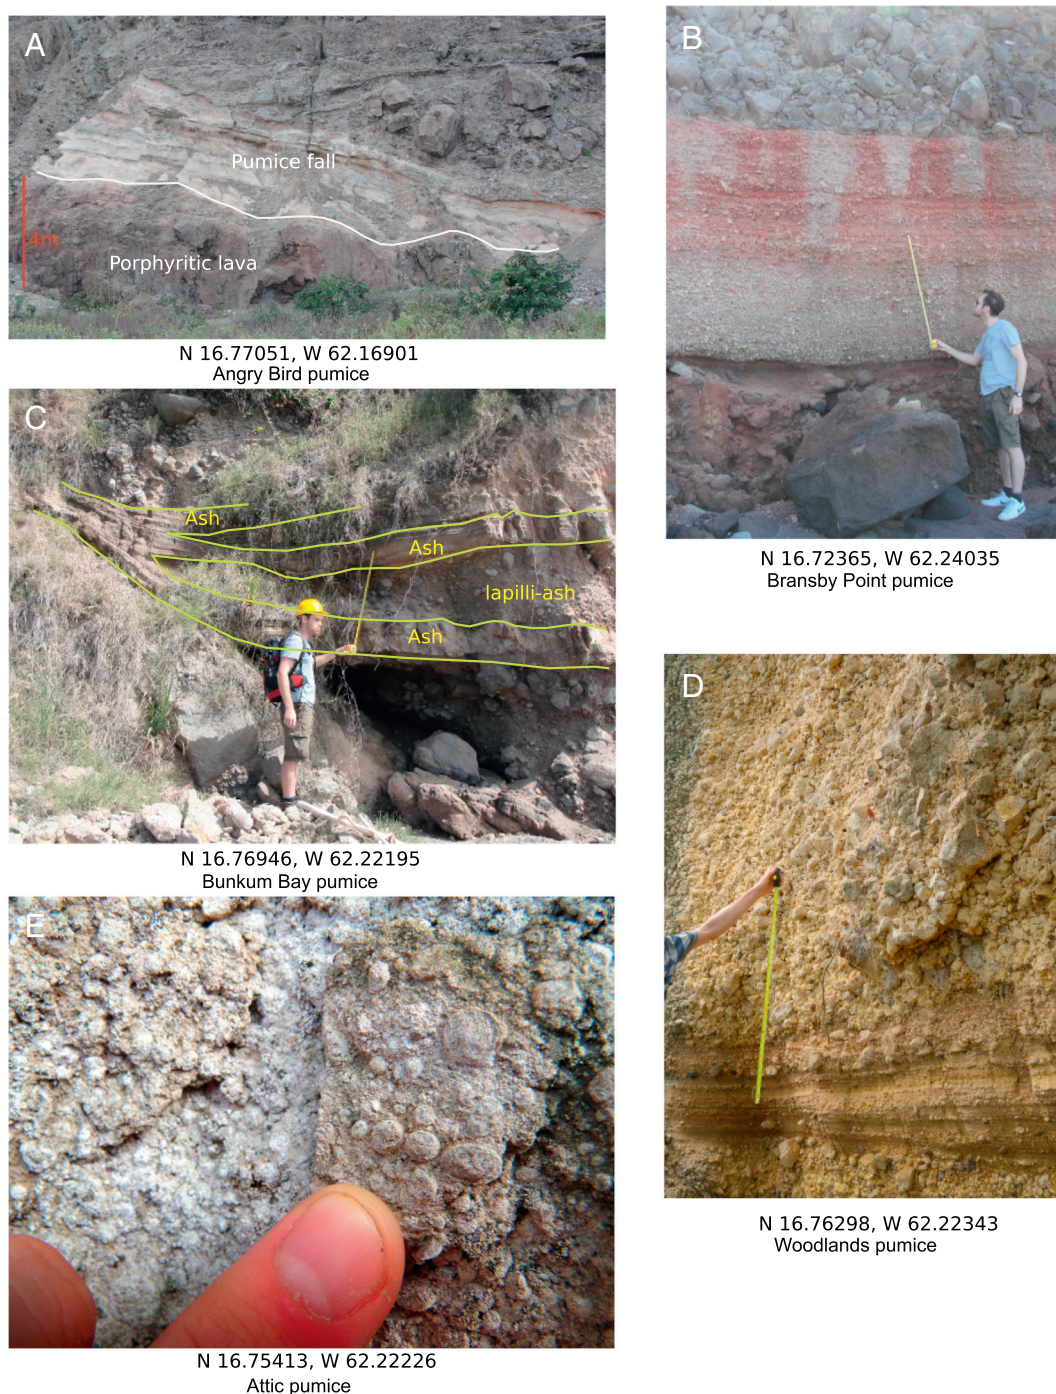 A
Pumice fall
4m
Porphyritic lava
N 16.77051, W 62.16901
Angry Bird pumice
B
N 16.72365, W 62.24035
Bransby Point pumice
C
Ash
Ash
lapilli-ash
Ash
N 16.76946, W 62.22195
Bunkum Bay pumice
D
N 16.76298, W 62.22343
Woodlands pumice
E
N 16.75413, W 62.22226
Attic pumice